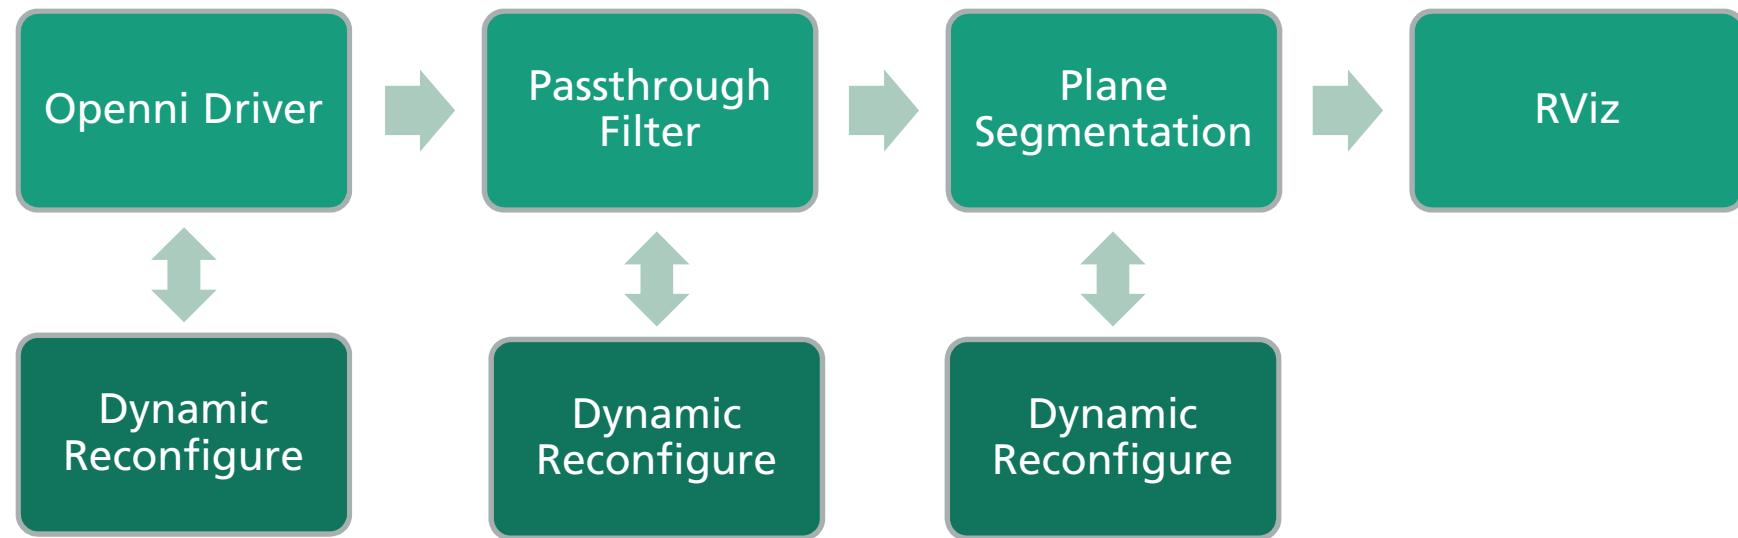 Openni Driver
Passthrough
Filter
Plane
Segmentation
RViz
Dynamic
Reconfigure
Dynamic
Reconfigure
Dynamic
Reconfigure